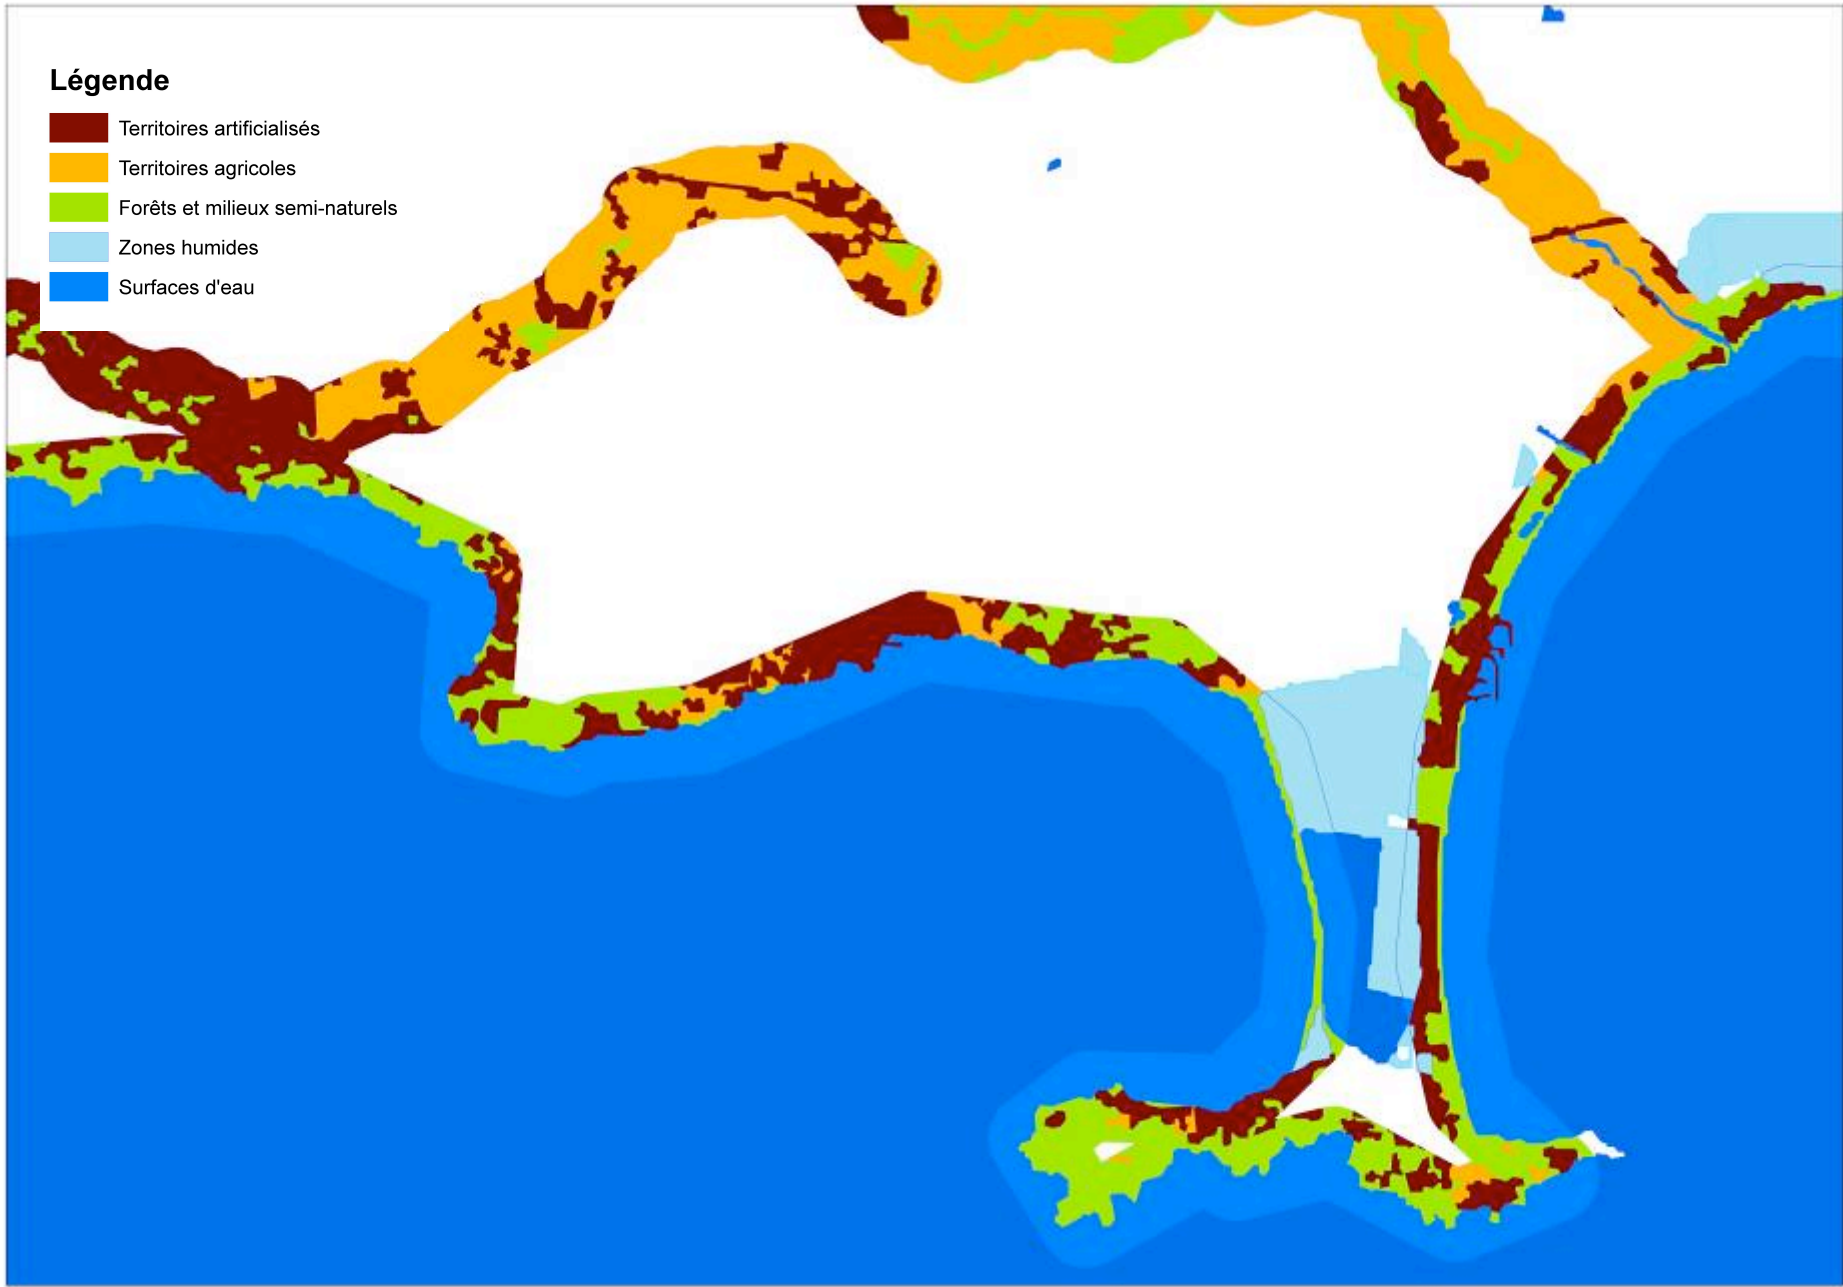 Légende
Territoires artificialisés
Territoires agricoles
Forêts et milieux semi-naturels
Zones humides
Surfaces d'eau